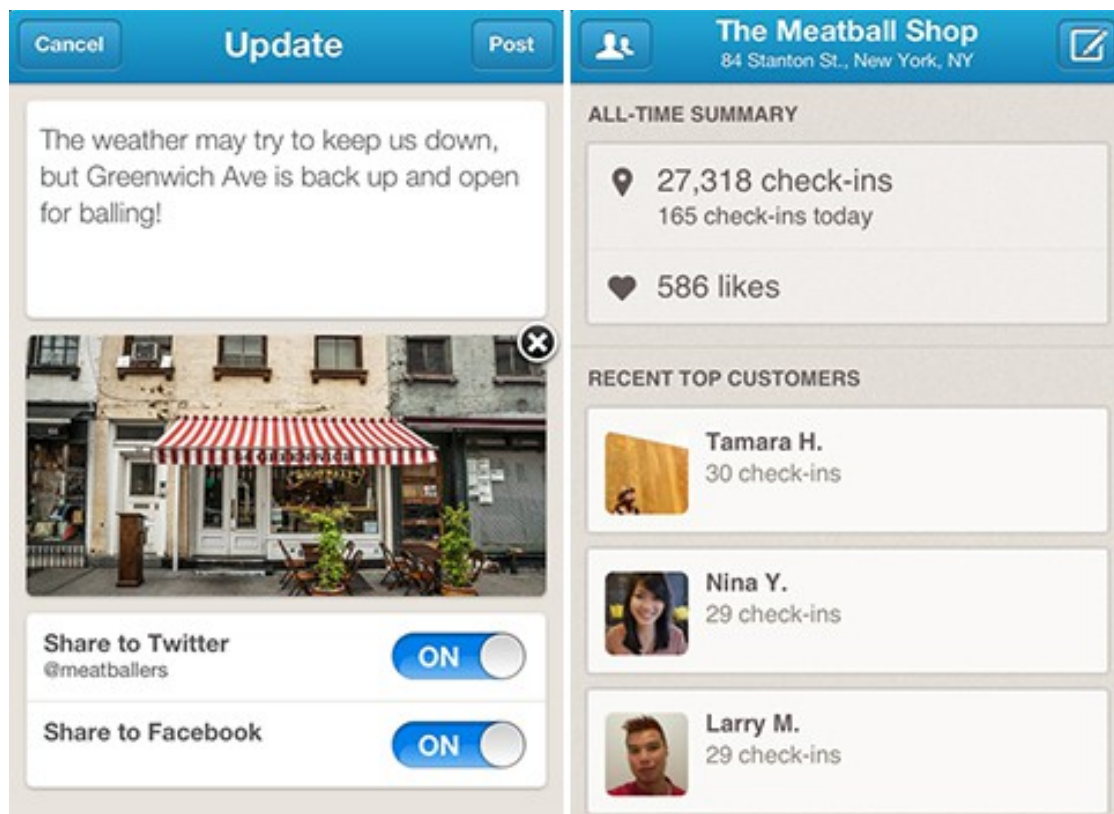 Cancel
Update
Post
The weather may try to keep us down,
but Greenwich Ave is back up and open
for balling!
64 GREENWICH
Share to Twitter
@meatballers
ON
Share to Facebook
ON
The Meatball Shop
84 Stanton St., New York, NY
ALL-TIME SUMMARY
27,318 check-ins
165 check-ins today
586 likes
RECENT TOP CUSTOMERS
Tamara H.
30 check-ins
Nina Y.
29 check-ins
Larry M.
29 check-ins